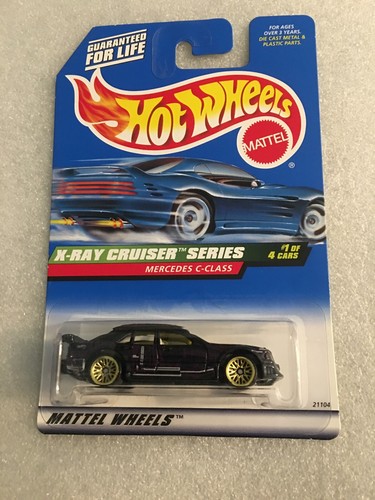 GUARANTEED
FOR LIFE
FOR AGES
OVER 3 YEARS.
DIE CAST METAL &
PLASTIC PARTS.
HOT WHEELS
MATTEL
®
X-RAY CRUISER™ SERIES
#1 OF
4 CARS
MERCEDES C-CLASS
21104
MATTEL WHEELS™